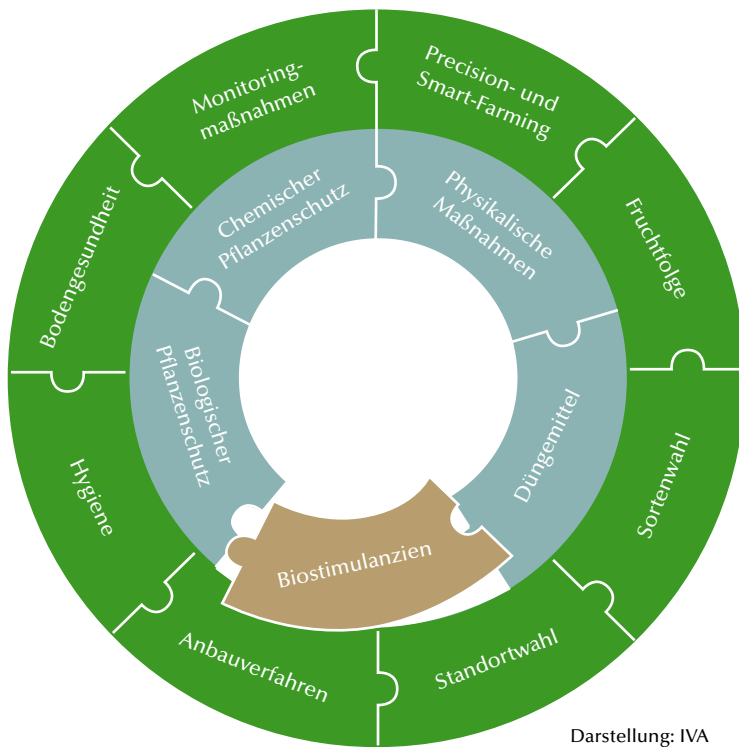 Monitoring-
maßnahmen
Precision- und
Smart-Farming
Fruchtfolge
Sortenwahl
Standortwahl
Anbauverfahren
Hygiene
Bodengesundheit
Chemischer
Pflanzenschutz
Physikalische
Maßnahmen
Düngemittel
Biostimulanzien
Biologischer
Pflanzenschutz
Darstellung: IVA